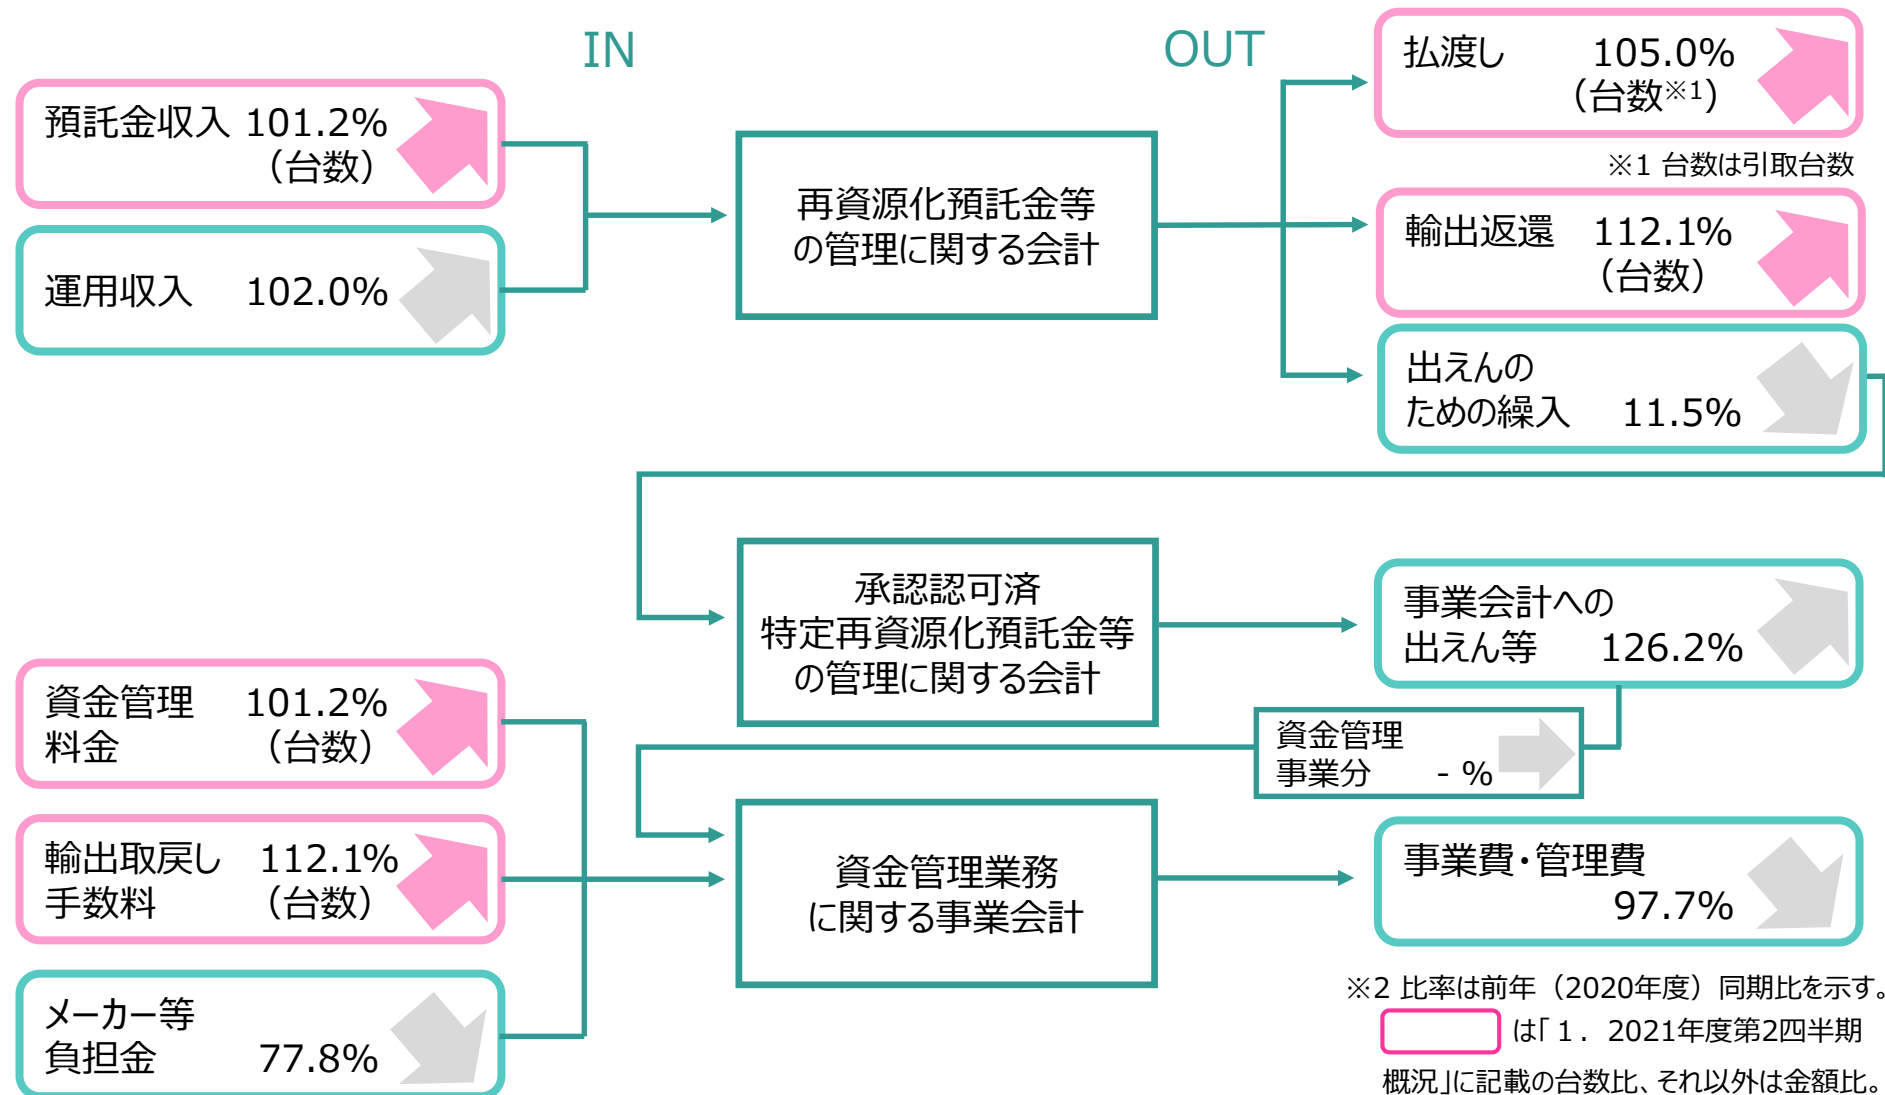 IN
OUT
預託金収入 101.2%
（台数）
運用収入 102.0%
再資源化預託金等
の管理に関する会計
払渡し 105.0%
（台数※1）
※1 台数は引取台数
輸出返還 112.1%
（台数）
出えんの
ための繰入 11.5%
承認認可済
特定再資源化預託金等
の管理に関する会計
事業会計への
出えん等 126.2%
資金管理
事業分 - %
資金管理 101.2%
料金 （台数）
輸出取戻し 112.1%
手数料 （台数）
メーカー等
負担金 77.8%
資金管理業務
に関する事業会計
事業費・管理費
97.7%
※2 比率は前年（2020年度）同期比を示す。
は「１．2021年度第2四半期
概況」に記載の台数比、それ以外は金額比。